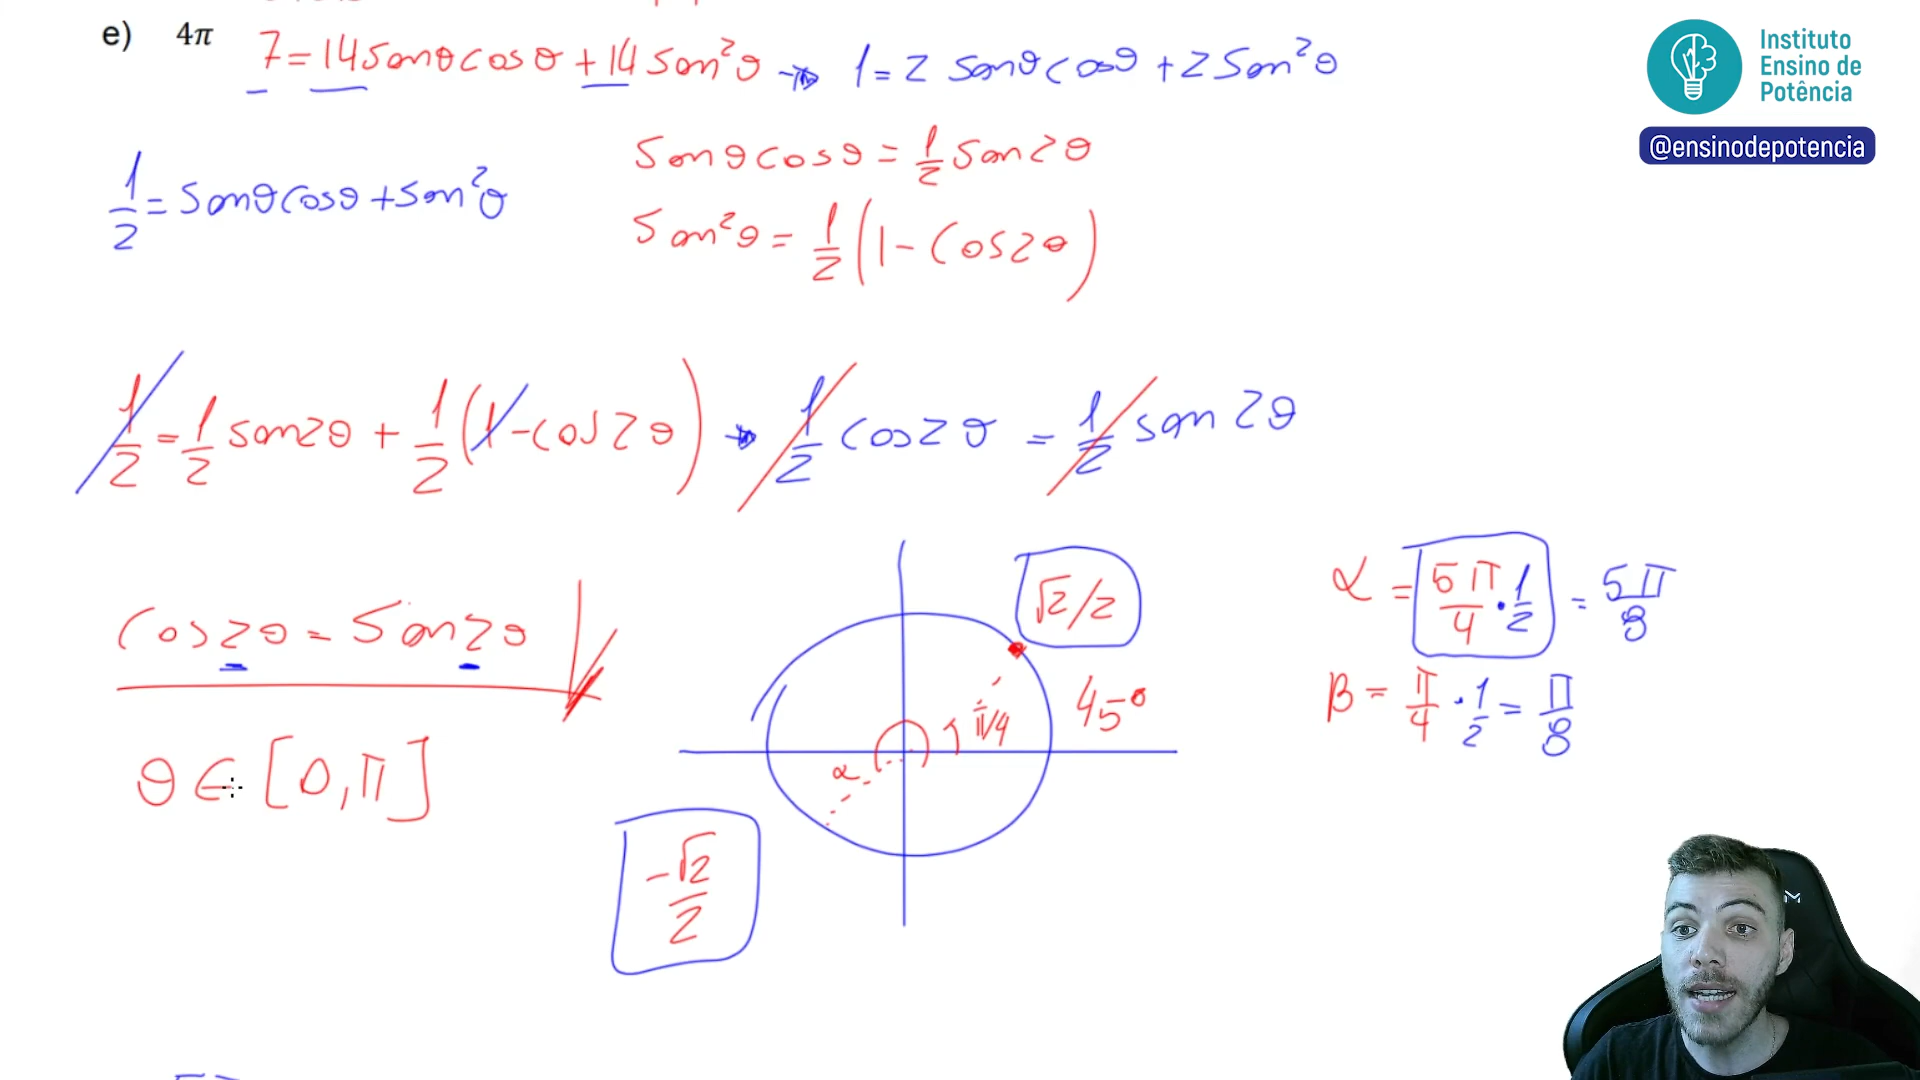 e) 4π
7 = 14 sen θ cos θ + 14 sen²θ → 1 = 2 sen θ cos θ + 2 sen²θ
Instituto
Ensino de
Potência
@ensinodepotencia
1/2 = sen θ cos θ + sen²θ
sen θ cos θ = 1/2 sen 2θ
sen²θ = 1/2 (1 - cos 2θ)
1/2 = 1/2 sen 2θ + 1/2 (1 - cos 2θ) → 1/2 cos 2θ = 1/2 sen 2θ
cos 2θ = sen 2θ
θ ∈ [0, π]
√2/2
π/4
45°
α
-√2/2
α = 5π/4 · 1/2 = 5π/8
β = π/4 · 1/2 = π/8